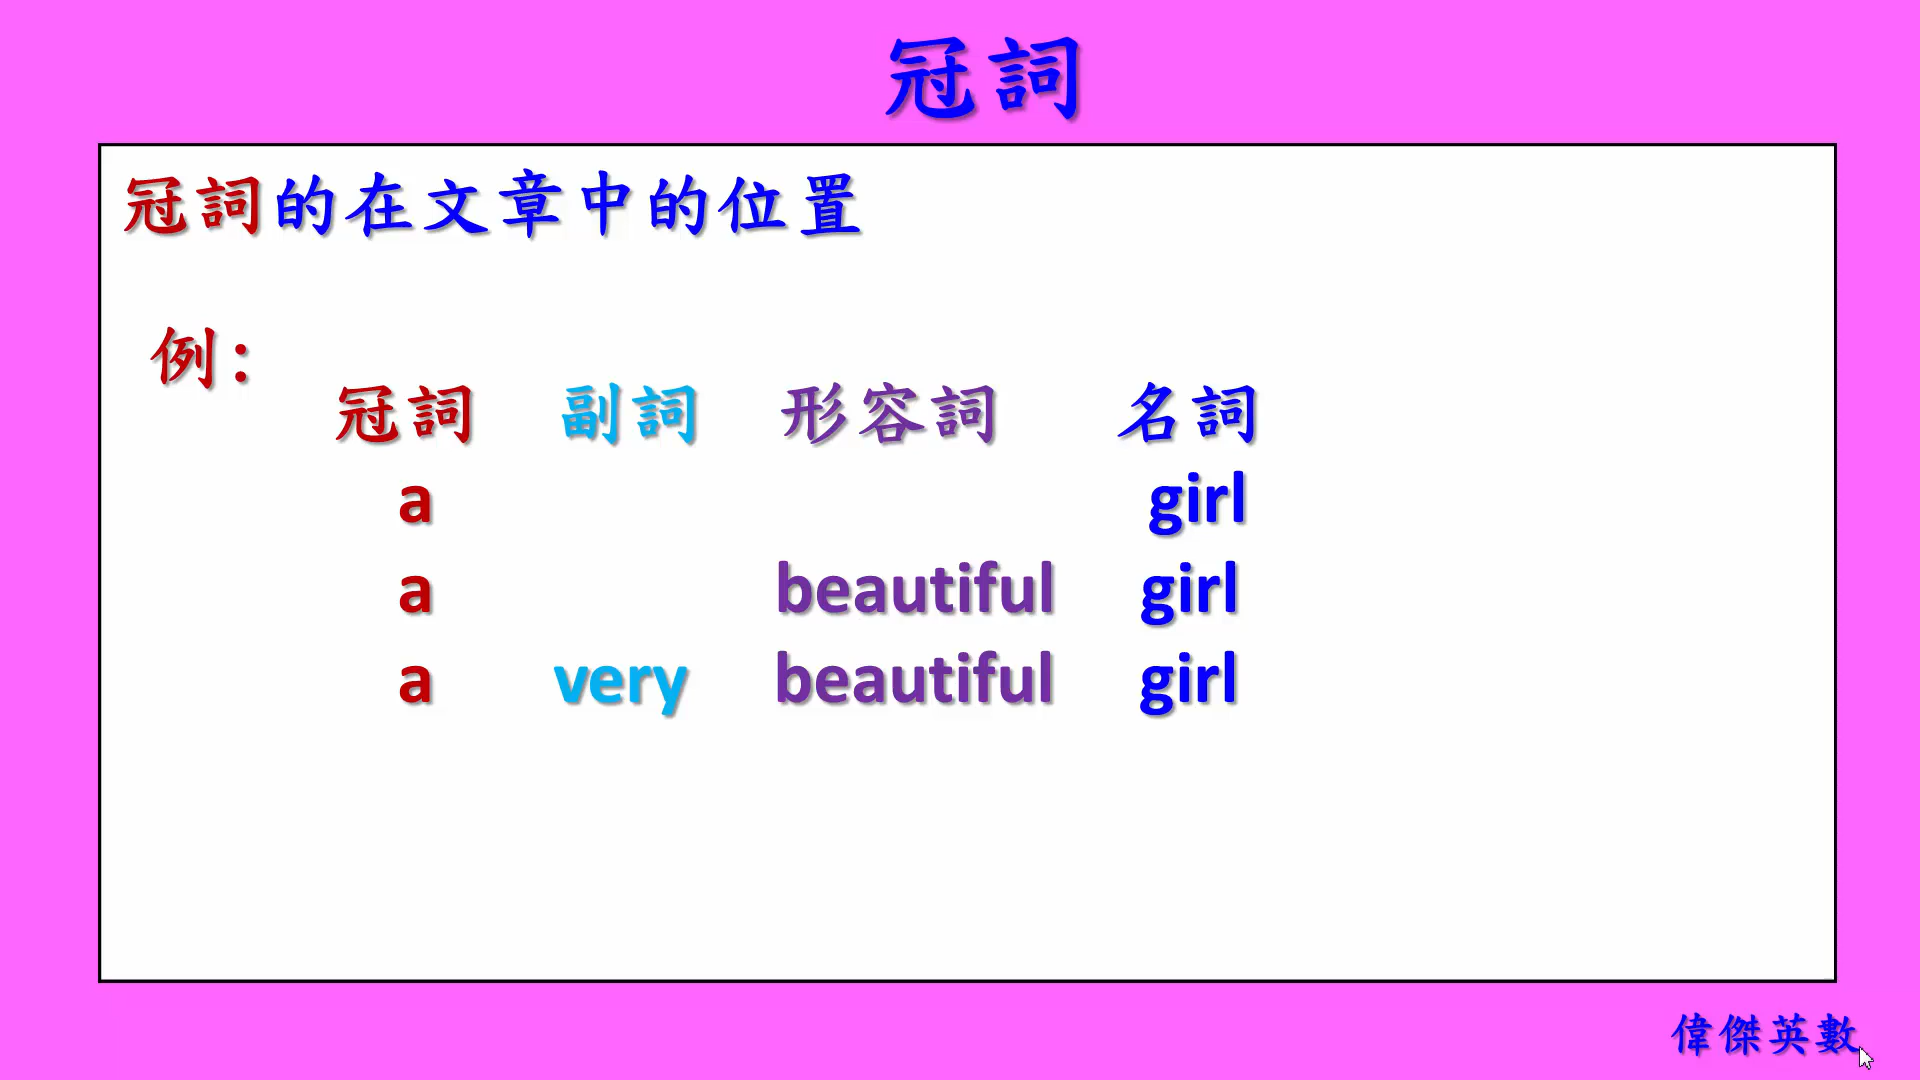 冠詞
冠詞的在文章中的位置
例：
冠詞 副詞 形容詞 名詞
a girl
a beautiful girl
a very beautiful girl
偉傑英數